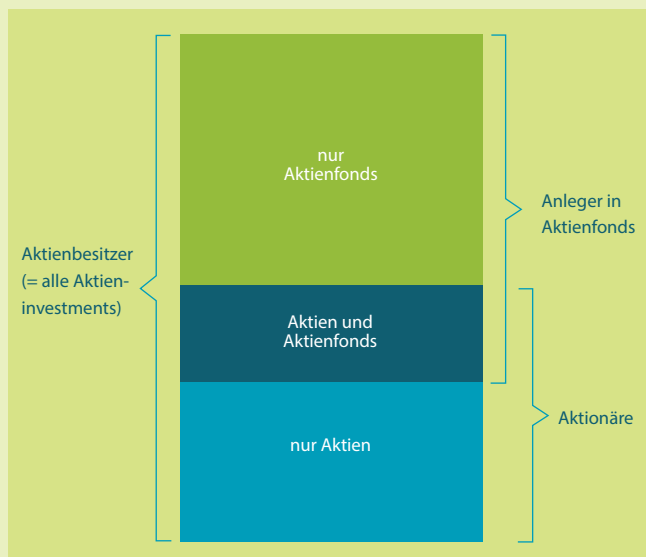 nur
Aktienfonds
Anleger in
Aktienfonds
Aktienbesitzer
(= alle Aktien-
investments)
Aktien und
Aktienfonds
Aktionäre
nur Aktien